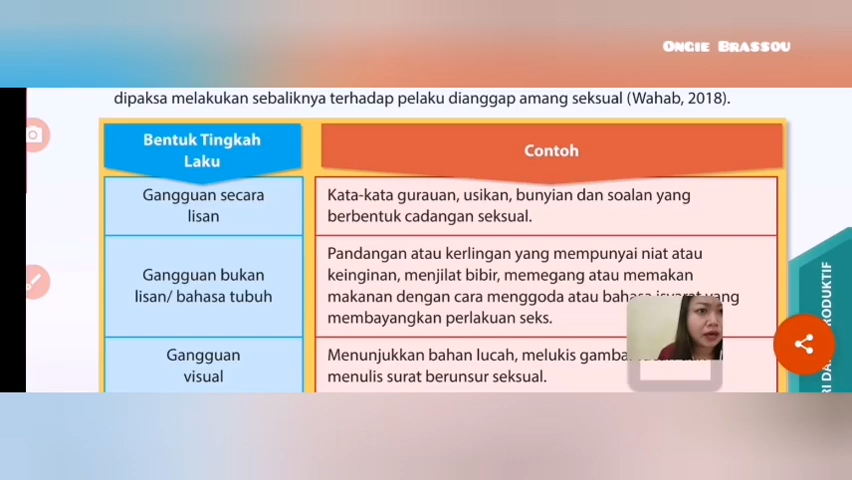 Ongie Brassou
dipaksa melakukan sebaliknya terhadap pelaku dianggap amang seksual (Wahab, 2018).
Bentuk Tingkah
Laku
Contoh
Gangguan secara
lisan
Kata-kata gurauan, usikan, bunyian dan soalan yang
berbentuk cadangan seksual.
Gangguan bukan
lisan/ bahasa tubuh
Pandangan atau kerlingan yang mempunyai niat atau
keinginan, menjilat bibir, memegang atau memakan
makanan dengan cara menggoda atau bahasa yang
membayangkan perlakuan seks.
Gangguan
visual
Menunjukkan bahan lucah, melukis
menulis surat berunsur seksual.